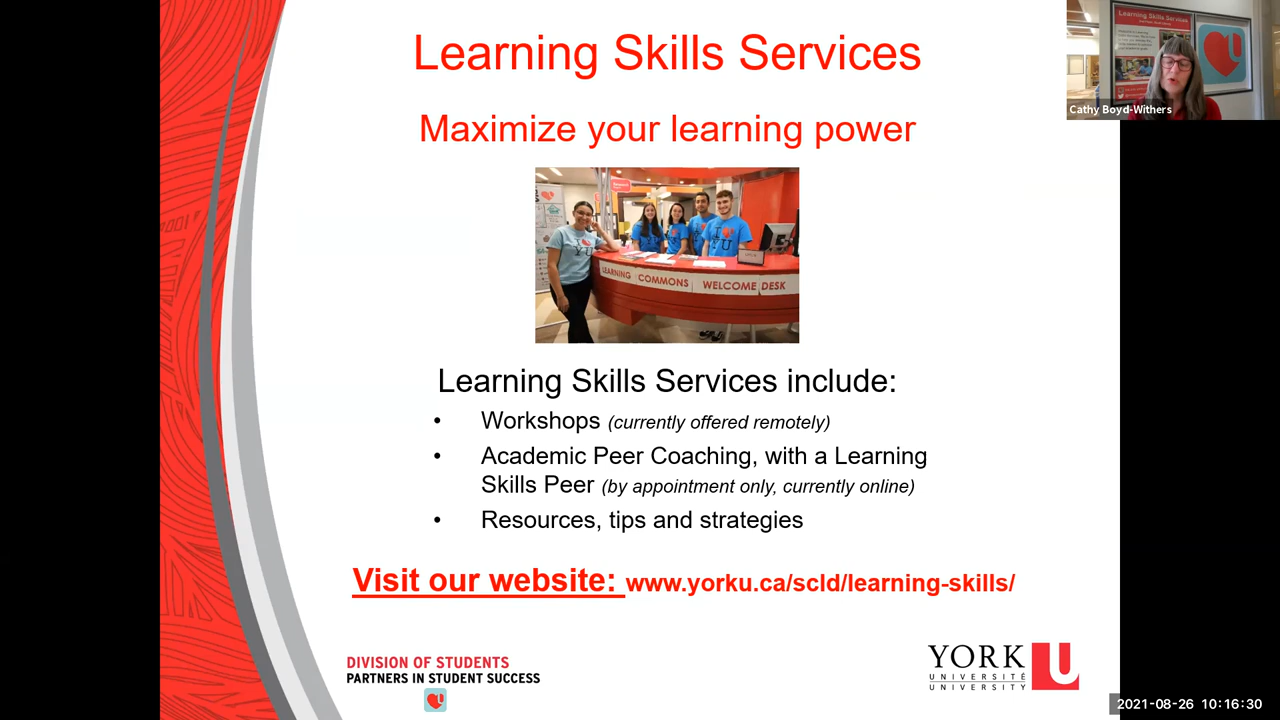 Learning Skills Services
Maximize your learning power
LEARNING COMMONS WELCOME DESK
Learning Skills Services include:
• Workshops (currently offered remotely)
• Academic Peer Coaching, with a Learning
Skills Peer (by appointment only, currently online)
• Resources, tips and strategies
Visit our website: www.yorku.ca/scld/learning-skills/
DIVISION OF STUDENTS
PARTNERS IN STUDENT SUCCESS
YORK U
UNIVERSITÉ
UNIVERSITY
Learning Skills Services
Cathy Boyd-Withers
2021-08-26 10:16:30